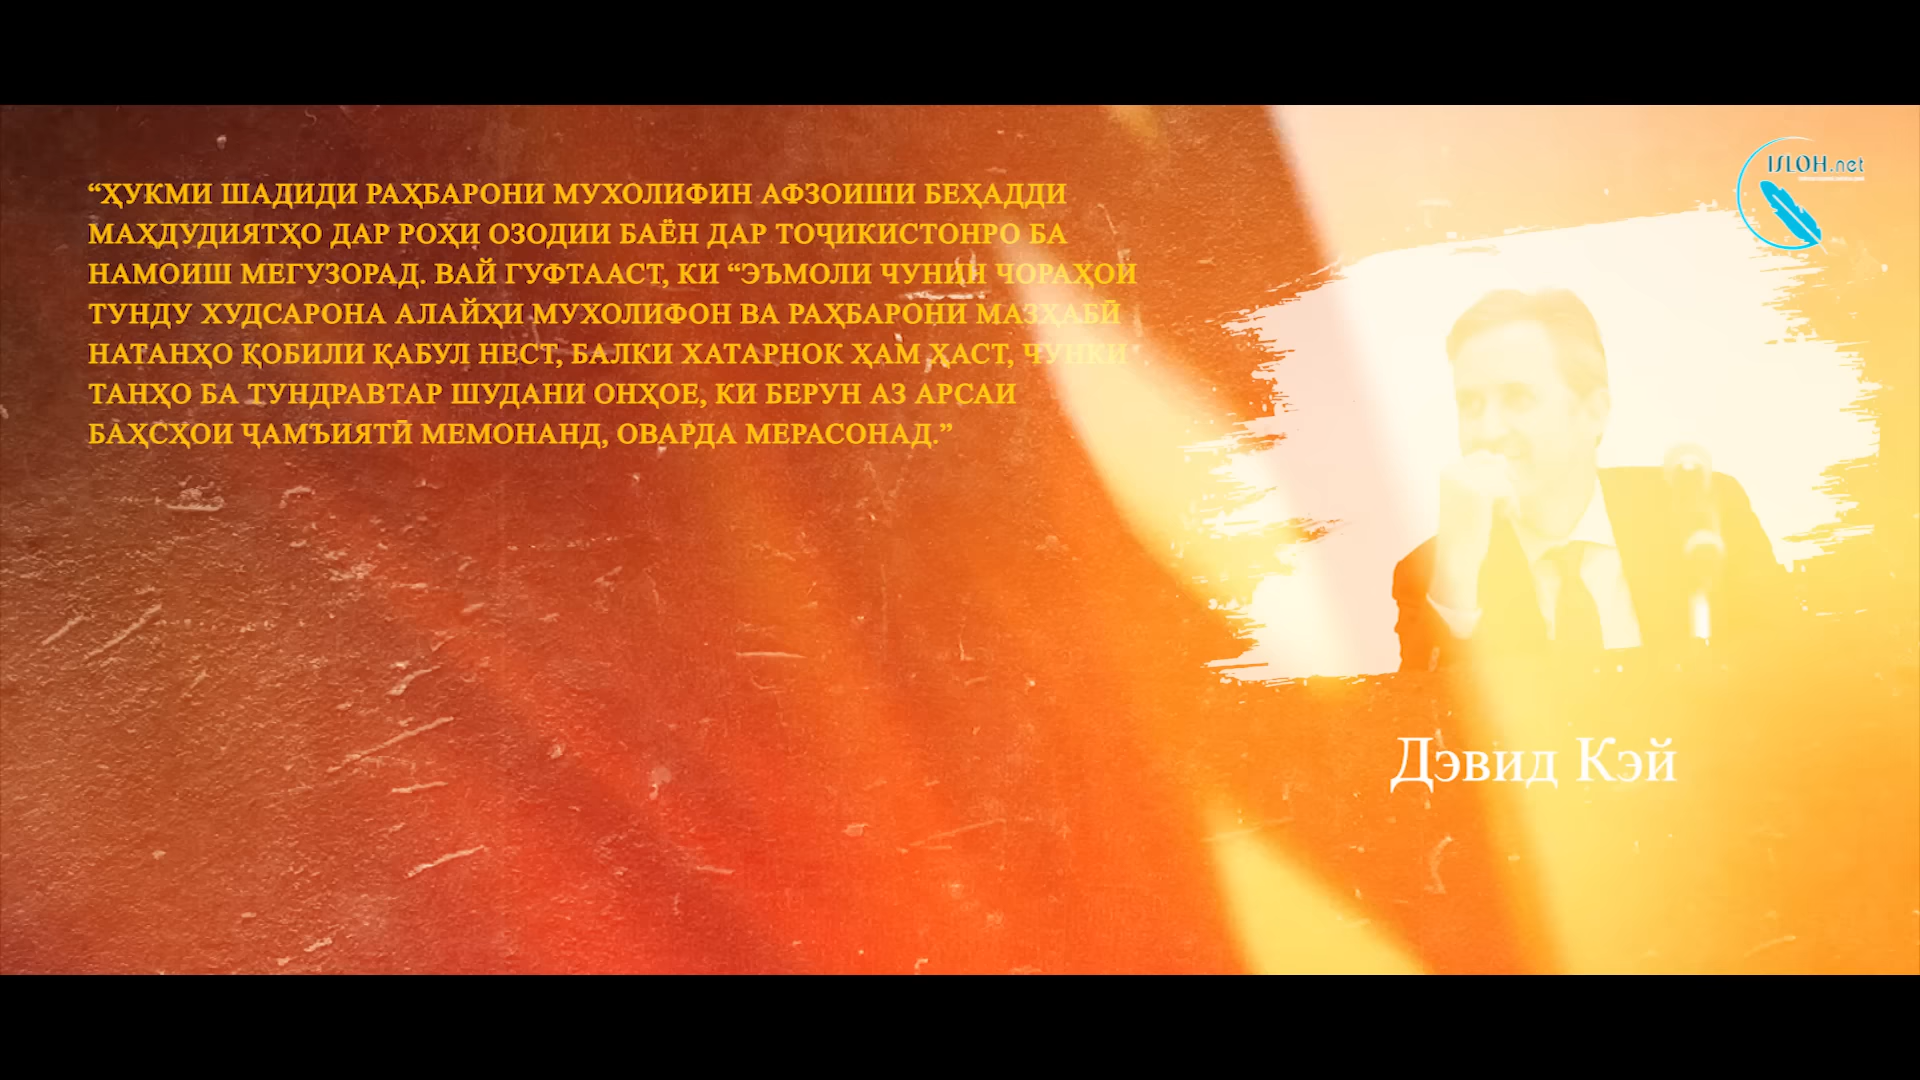 “ҲУКМИ ШАДИДИ РАҲБАРОНИ МУХОЛИФИН АФЗОИШИ БЕҲАДДИ
МАҲДУДИЯТҲО ДАР РОҲИ ОЗОДИИ БАЁН ДАР ТОҶИКИСТОНРО БА
НАМОИШ МЕГУЗОРАД. ВАЙ ГУФТААСТ, КИ “ЭЪМОЛИ ЧУНИН ЧОРАҲОИ
ТУНДУ ХУДСАРОНА АЛАЙҲИ МУХОЛИФОН ВА РАҲБАРОНИ МАЗҲАБӢ
НАТАНҲО ҚОБИЛИ ҚАБУЛ НЕСТ, БАЛКИ ХАТАРНОК ҲАМ ҲАСТ, ЧУНКИ
ТАНҲО БА ТУНДРАВТАР ШУДАНИ ОНҲОЕ, КИ БЕРУН АЗ АРСАИ
БАҲСҲОИ ҶАМЪИЯТӢ МЕМОНАНД, ОВАРДА МЕРАСОНАД.”
ISLOH.net
Дэвид Кэй